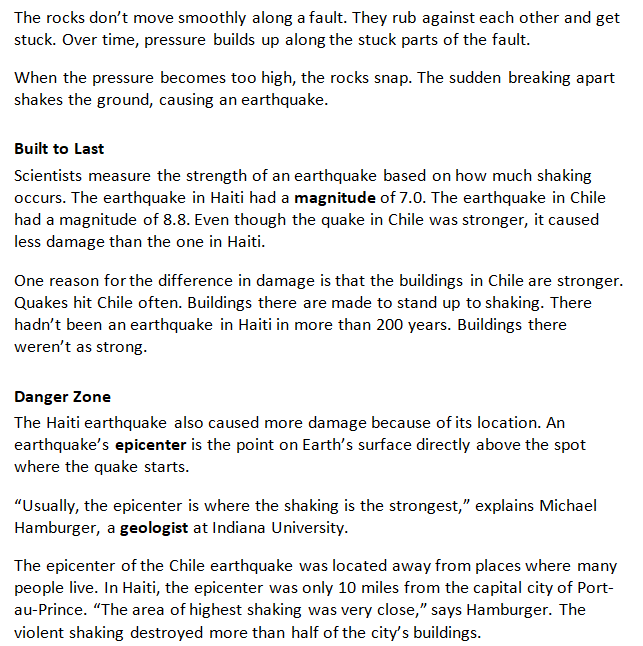 The rocks don’t move smoothly along a fault. They rub against each other and get
stuck. Over time, pressure builds up along the stuck parts of the fault.
When the pressure becomes too high, the rocks snap. The sudden breaking apart
shakes the ground, causing an earthquake.
Built to Last
Scientists measure the strength of an earthquake based on how much shaking
occurs. The earthquake in Haiti had a magnitude of 7.0. The earthquake in Chile
had a magnitude of 8.8. Even though the quake in Chile was stronger, it caused
less damage than the one in Haiti.
One reason for the difference in damage is that the buildings in Chile are stronger.
Quakes hit Chile often. Buildings there are made to stand up to shaking. There
hadn’t been an earthquake in Haiti in more than 200 years. Buildings there
weren’t as strong.
Danger Zone
The Haiti earthquake also caused more damage because of its location. An
earthquake’s epicenter is the point on Earth’s surface directly above the spot
where the quake starts.
“Usually, the epicenter is where the shaking is the strongest,” explains Michael
Hamburger, a geologist at Indiana University.
The epicenter of the Chile earthquake was located away from places where many
people live. In Haiti, the epicenter was only 10 miles from the capital city of Port-
au-Prince. “The area of highest shaking was very close,” says Hamburger. The
violent shaking destroyed more than half of the city’s buildings.